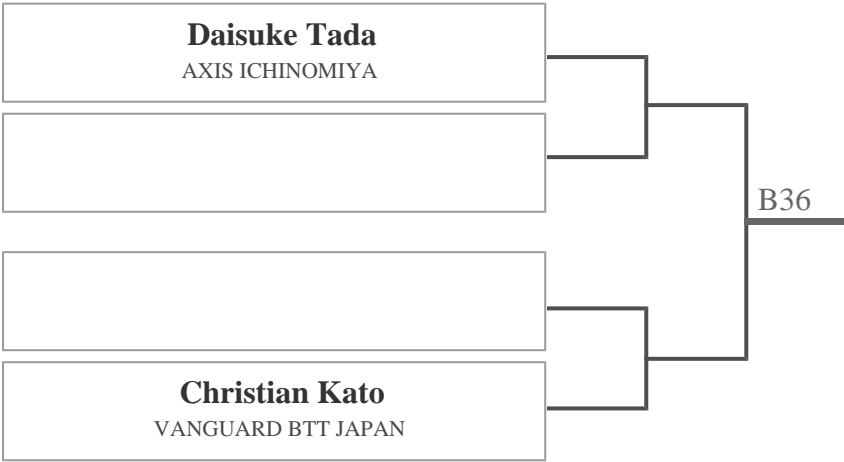 Daisuke Tada
AXIS ICHINOMIYA
B36
Christian Kato
VANGUARD BTT JAPAN